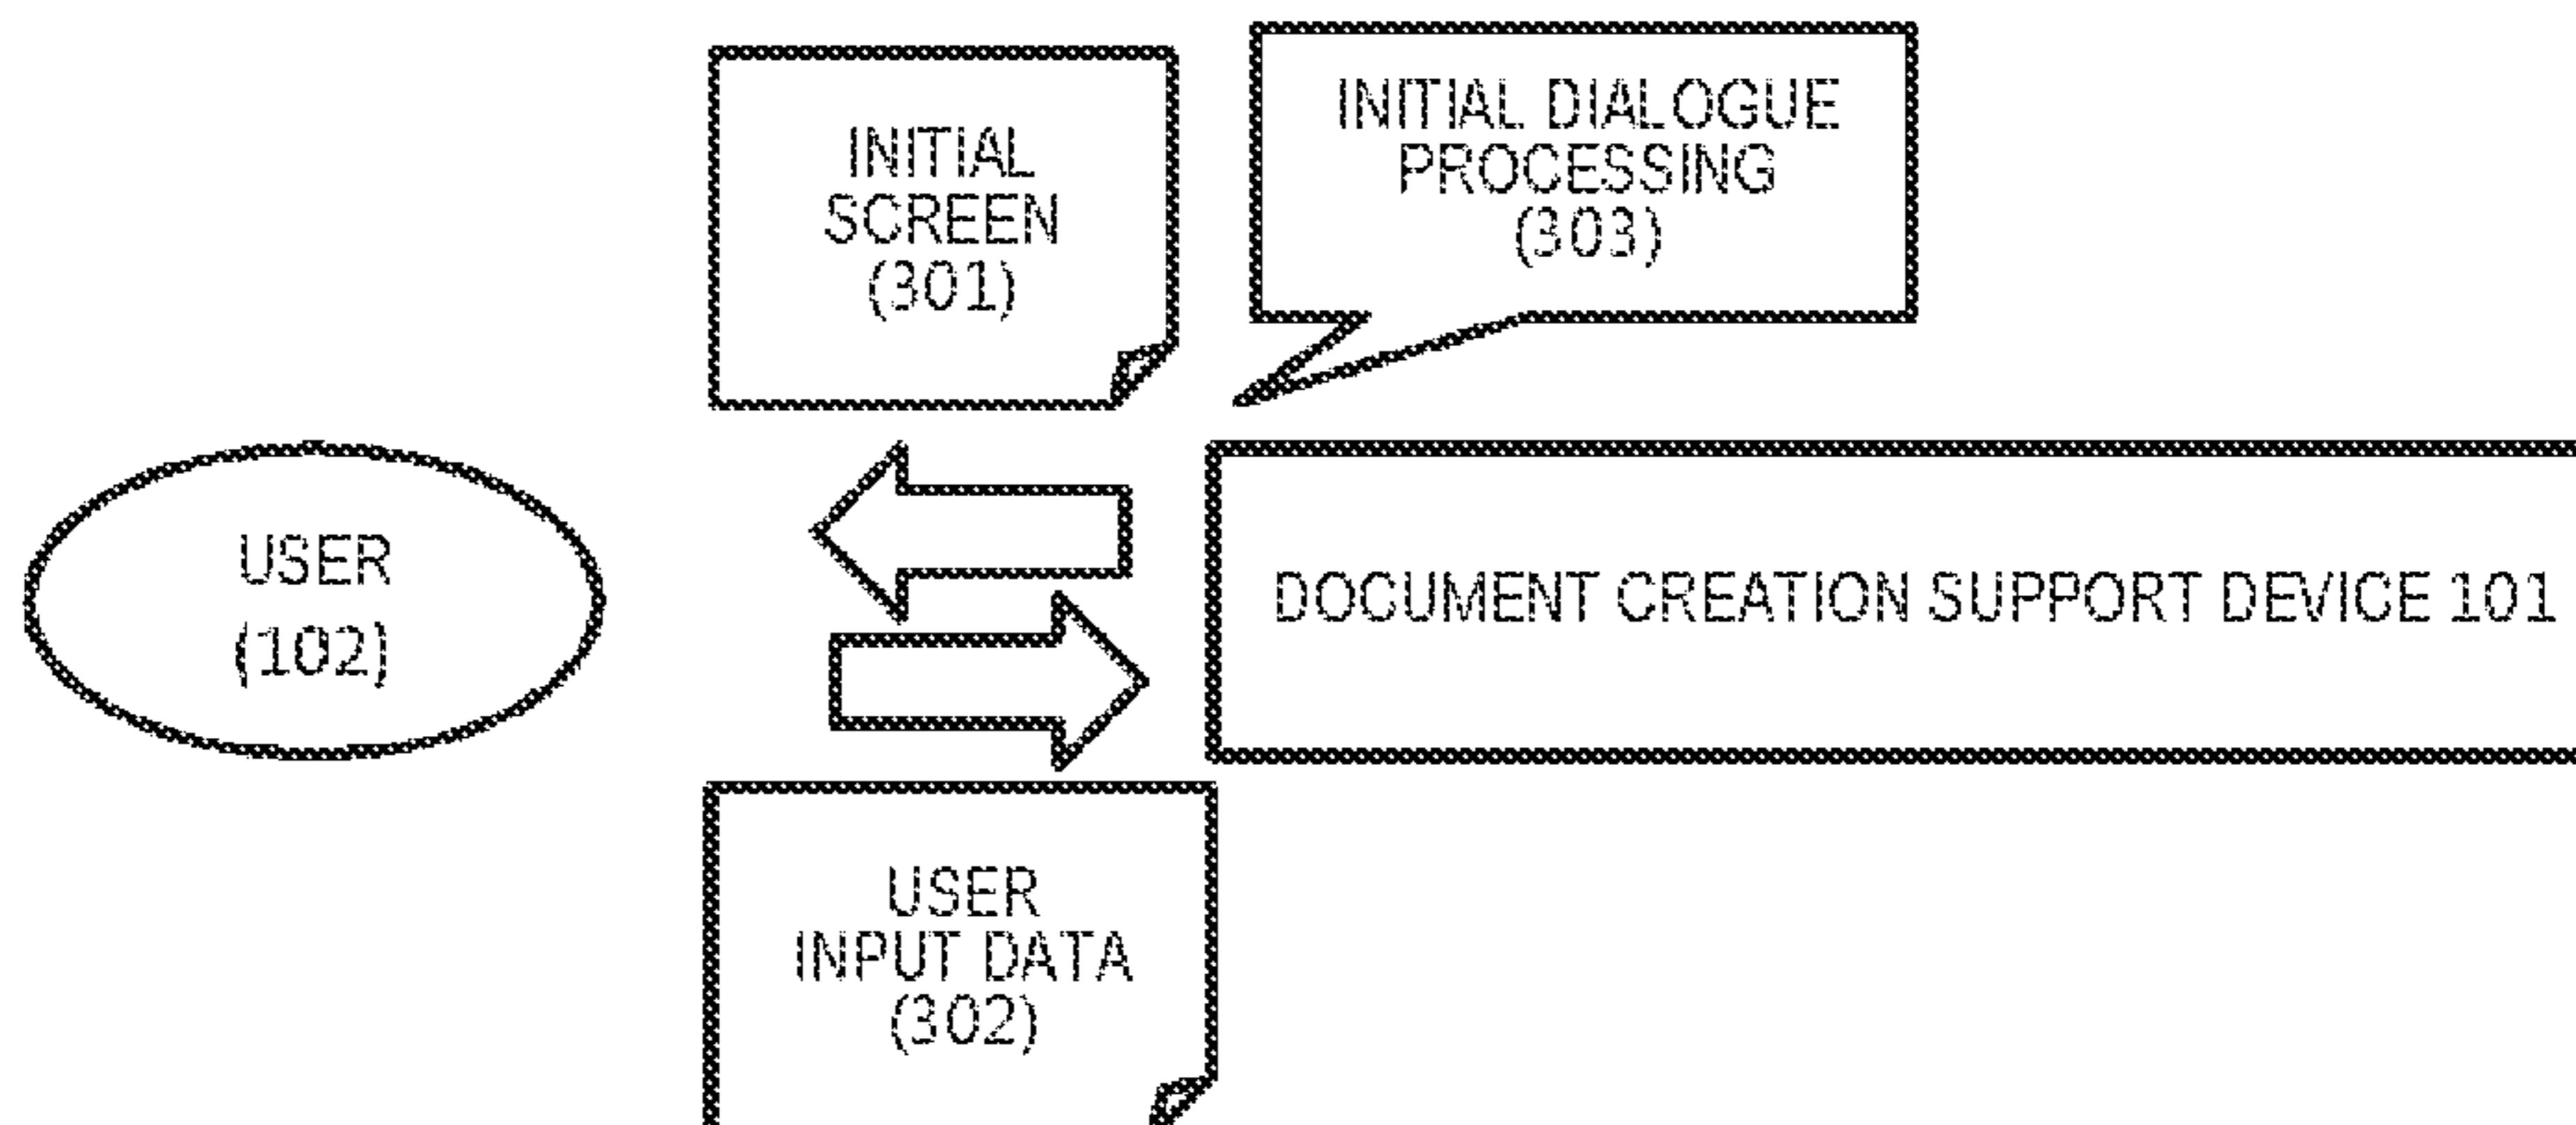 INITIAL
SCREEN
(301)
INITIAL DIALOGUE
PROCESSING
(303)
USER
(102)
DOCUMENT CREATION SUPPORT DEVICE 101
USER
INPUT DATA
(302)